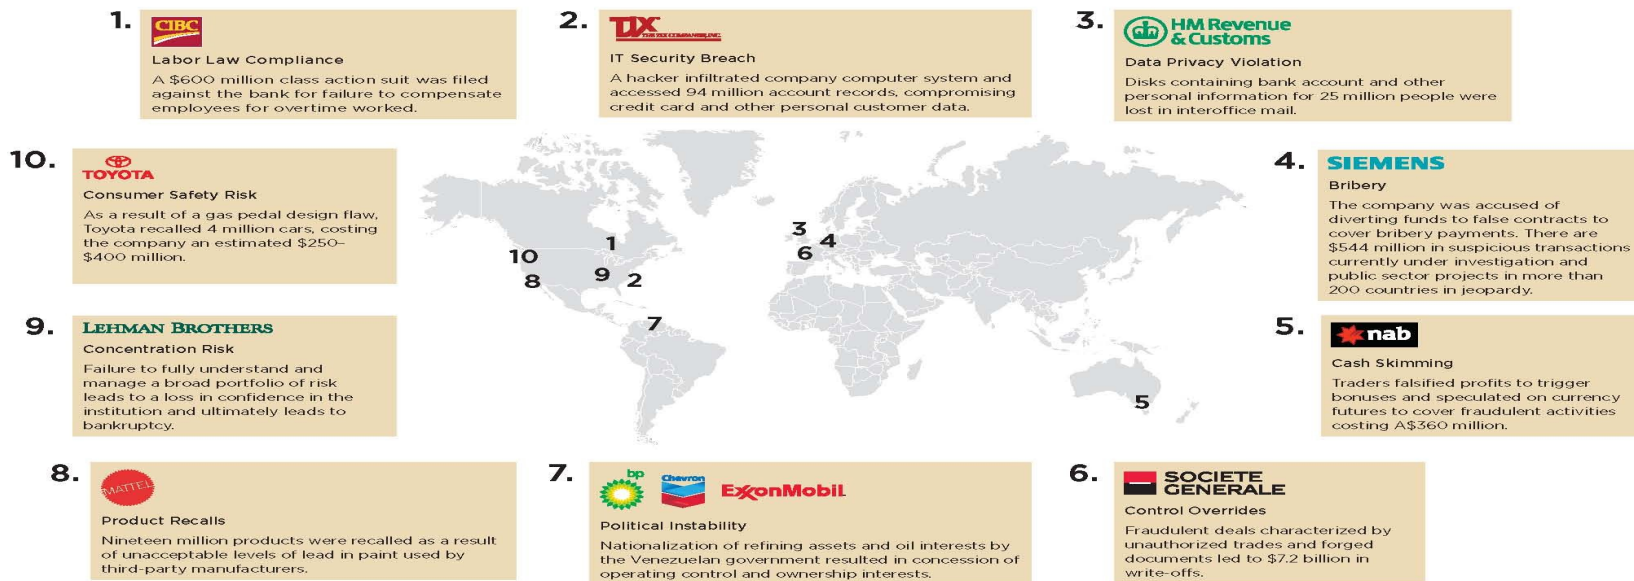 1.
CIBC
Labor Law Compliance
A $600 million class action suit was filed
against the bank for failure to compensate
employees for overtime worked.
2.
TJX
THE TJX COMPANIES, INC.
IT Security Breach
A hacker infiltrated company computer system and
accessed 94 million account records, compromising
credit card and other personal customer data.
3.
HM Revenue
& Customs
Data Privacy Violation
Disks containing bank account and other
personal information for 25 million people were
lost in interoffice mail.
10.
TOYOTA
Consumer Safety Risk
As a result of a gas pedal design flaw,
Toyota recalled 4 million cars, costing
the company an estimated $250–
$400 million.
4.
SIEMENS
Bribery
The company was accused of
diverting funds to false contracts to
cover bribery payments. There are
$544 million in suspicious transactions
currently under investigation and
public sector projects in more than
200 countries in jeopardy.
3
1
4
10
6
9
8
2
7
5
9.
LEHMAN BROTHERS
Concentration Risk
Failure to fully understand and
manage a broad portfolio of risk
leads to a loss in confidence in the
institution and ultimately leads to
bankruptcy.
5.
nab
Cash Skimming
Traders falsified profits to trigger
bonuses and speculated on currency
futures to cover fraudulent activities
costing A$360 million.
8.
MATTEL
Product Recalls
Nineteen million products were recalled as a result
of unacceptable levels of lead in paint used by
third-party manufacturers.
7.
bp
Chevron
ExxonMobil
Political Instability
Nationalization of refining assets and oil interests by
the Venezuelan government resulted in concession of
operating control and ownership interests.
6.
SOCIETE
GENERALE
Control Overrides
Fraudulent deals characterized by
unauthorized trades and forged
documents led to $7.2 billion in
write-offs.